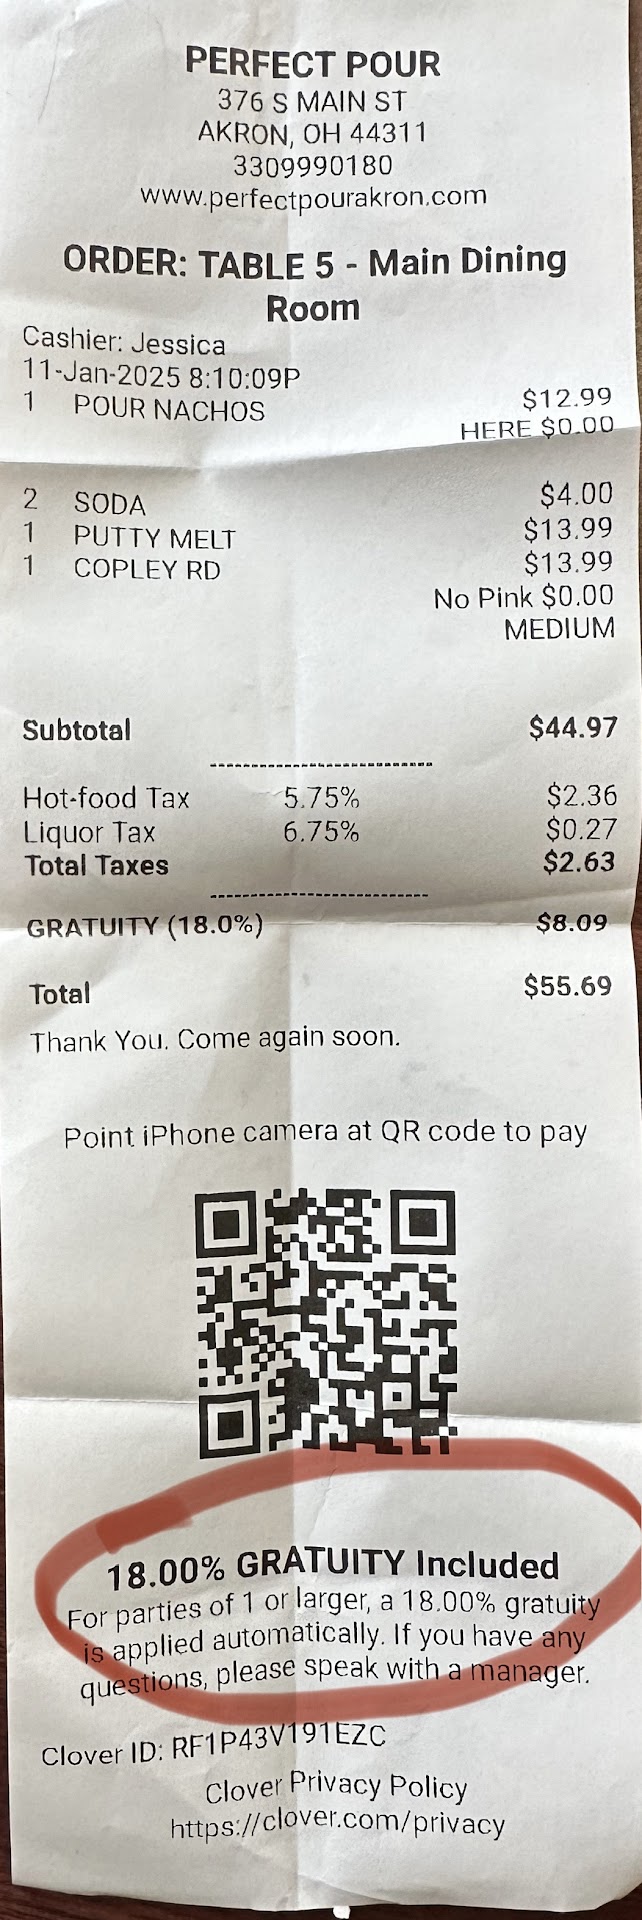 PERFECT POUR
376 S MAIN ST
AKRON, OH 44311
3309990180
www.perfectpourakron.com
ORDER: TABLE 5 - Main Dining
Room
Cashier: Jessica
11-Jan-2025 8:10:09P
1 POUR NACHOS $12.99
HERE $0.00
2 SODA $4.00
1 PUTTY MELT $13.99
1 COPLEY RD $13.99
No Pink $0.00
MEDIUM
Subtotal $44.97
Hot-food Tax 5.75% $2.36
Liquor Tax 6.75% $0.27
Total Taxes $2.63
GRATUITY (18.0%) $8.09
Total $55.69
Thank You. Come again soon.
Point iPhone camera at QR code to pay
18.00% GRATUITY Included
For parties of 1 or larger, a 18.00% gratuity
is applied automatically. If you have any
questions, please speak with a manager.
Clover ID: RF1P43V191EZC
Clover Privacy Policy
https://clover.com/privacy